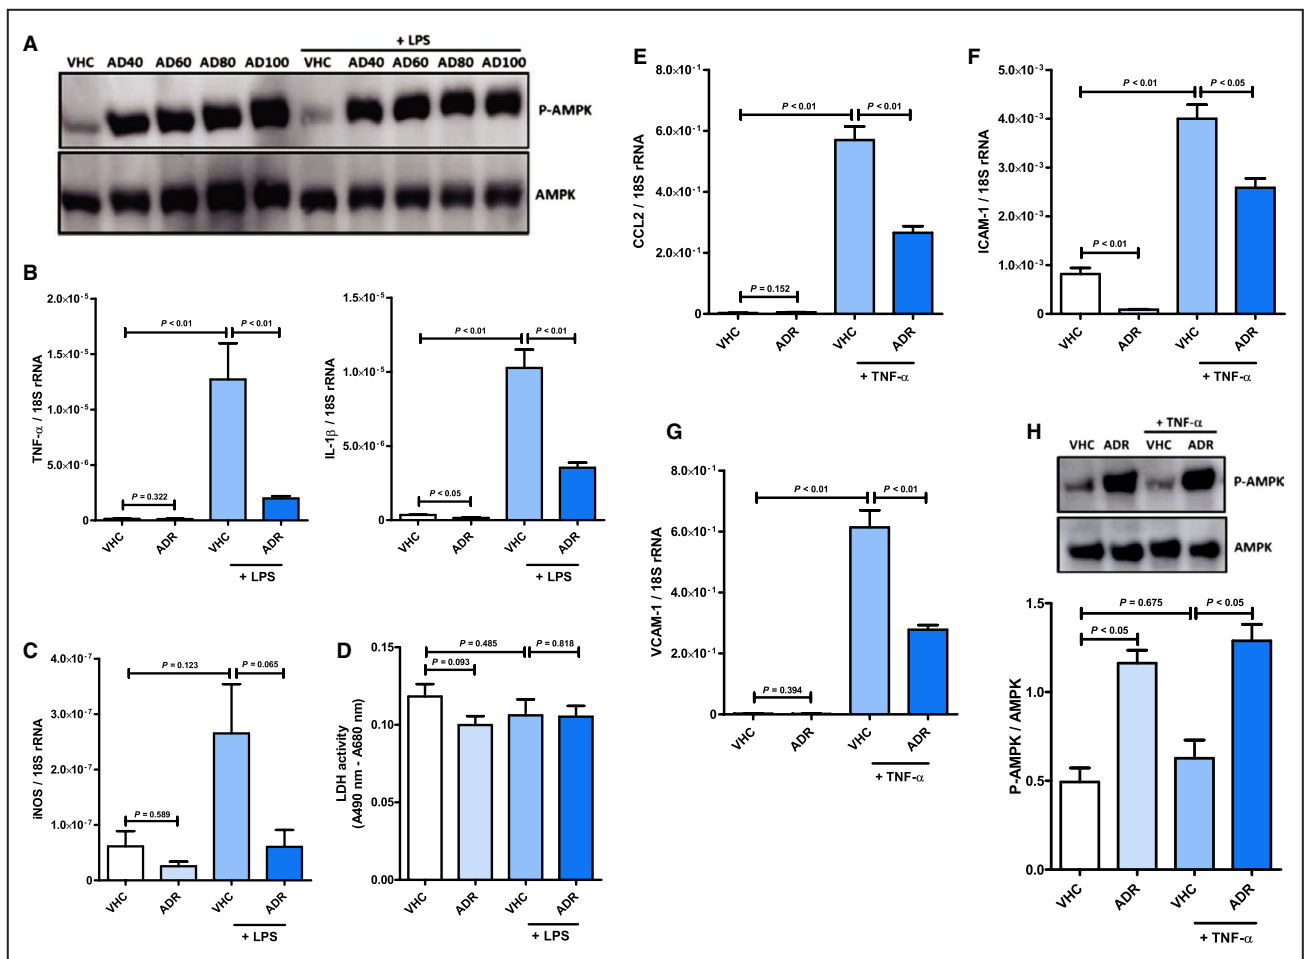 A
+ LPS
VHC AD40 AD60 AD80 AD100 VHC AD40 AD60 AD80 AD100
P-AMPK
AMPK
B
TNF-α / 18S rRNA
2.0×10⁻⁵
1.5×10⁻⁵
1.0×10⁻⁵
5.0×10⁻⁶
0
P < 0.01
P < 0.01
P = 0.322
VHC ADR VHC ADR
+ LPS
IL-1β / 18S rRNA
1.5×10⁻⁵
1.0×10⁻⁵
5.0×10⁻⁶
0
P < 0.01
P < 0.01
P < 0.05
VHC ADR VHC ADR
+ LPS
C
iNOS / 18S rRNA
4.0×10⁻⁷
3.0×10⁻⁷
2.0×10⁻⁷
1.0×10⁻⁷
0
P = 0.123
P = 0.065
P = 0.589
VHC ADR VHC ADR
+ LPS
D
LDH activity
(A490 nm - A680 nm)
0.15
0.10
0.05
0.00
P = 0.485
P = 0.818
P = 0.093
VHC ADR VHC ADR
+ LPS
E
CCL2 / 18S rRNA
8.0×10⁻¹
6.0×10⁻¹
4.0×10⁻¹
2.0×10⁻¹
0
P < 0.01
P < 0.01
P = 0.152
VHC ADR VHC ADR
+ TNF-α
F
ICAM-1 / 18S rRNA
5.0×10⁻³
4.0×10⁻³
3.0×10⁻³
2.0×10⁻³
1.0×10⁻³
0
P < 0.01
P < 0.05
P < 0.01
VHC ADR VHC ADR
+ TNF-α
G
VCAM-1 / 18S rRNA
8.0×10⁻¹
6.0×10⁻¹
4.0×10⁻¹
2.0×10⁻¹
0
P < 0.01
P < 0.01
P = 0.394
VHC ADR VHC ADR
+ TNF-α
H
+ TNF-α
VHC ADR VHC ADR
P-AMPK
AMPK
P-AMPK / AMPK
1.5
1.0
0.5
0.0
P = 0.675
P < 0.05
P < 0.05
VHC ADR VHC ADR
+ TNF-α